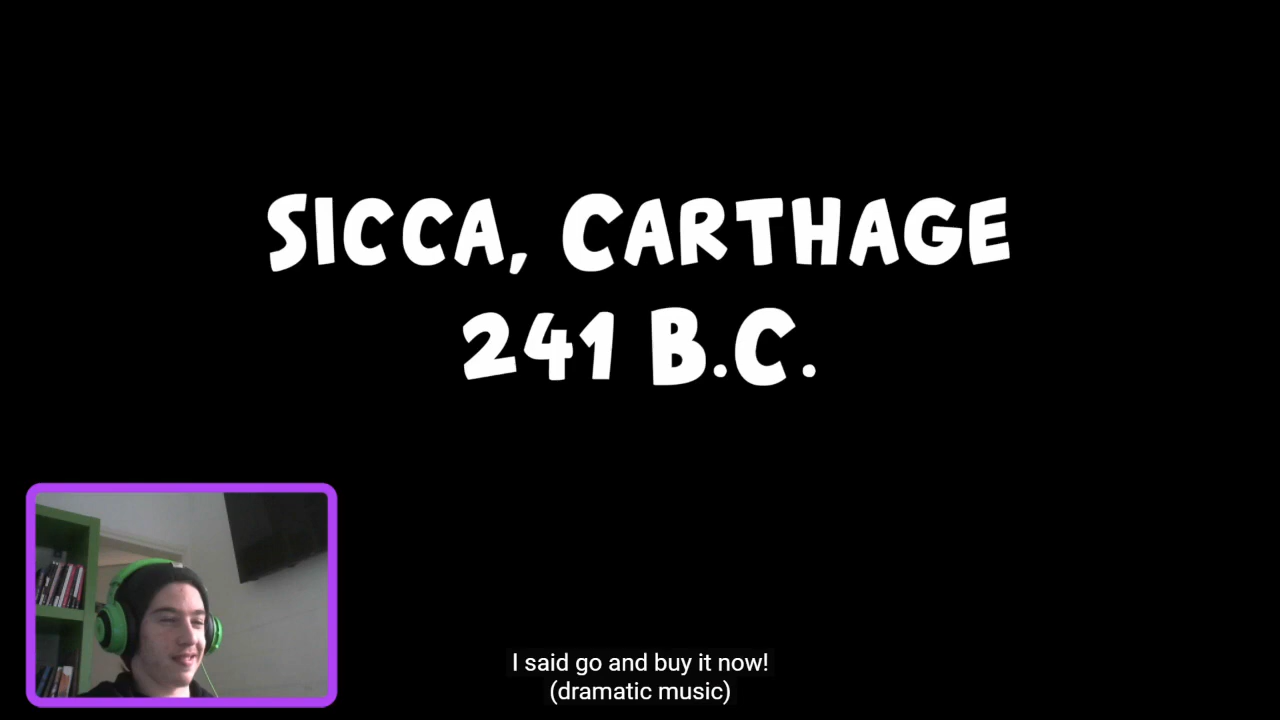 SICCA, CARTHAGE
241 B.C.
I said go and buy it now!
(dramatic music)